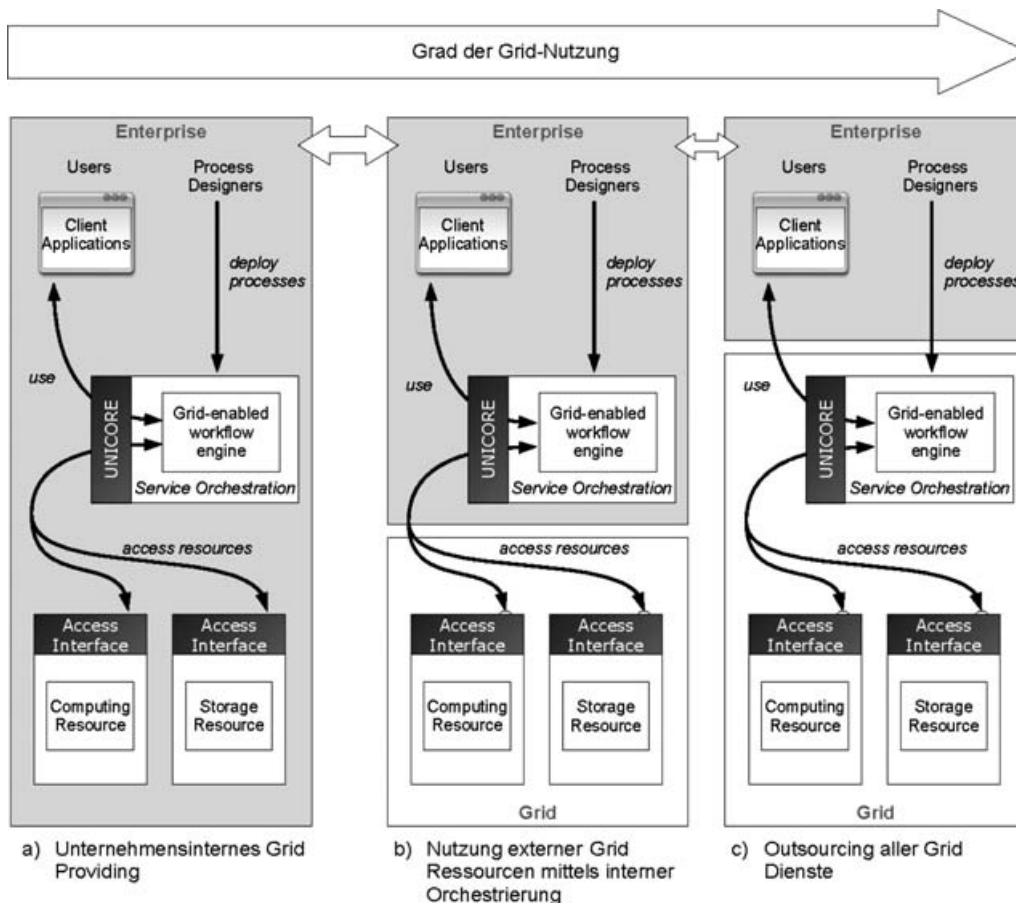 Grad der Grid-Nutzung
Enterprise
Users
Process
Designers
Client
Applications
deploy
processes
use
UNICORE
Grid-enabled
workflow
engine
Service Orchestration
access resources
Access
Interface
Computing
Resource
Access
Interface
Storage
Resource
a) Unternehmensinternes Grid
Providing
Enterprise
Users
Process
Designers
Client
Applications
deploy
processes
use
UNICORE
Grid-enabled
workflow
engine
Service Orchestration
access resources
Access
Interface
Computing
Resource
Access
Interface
Storage
Resource
Grid
b) Nutzung externer Grid
Ressourcen mittels interner
Orchestrierung
Enterprise
Users
Process
Designers
Client
Applications
deploy
processes
use
UNICORE
Grid-enabled
workflow
engine
Service Orchestration
access resources
Access
Interface
Computing
Resource
Access
Interface
Storage
Resource
Grid
c) Outsourcing aller Grid
Dienste